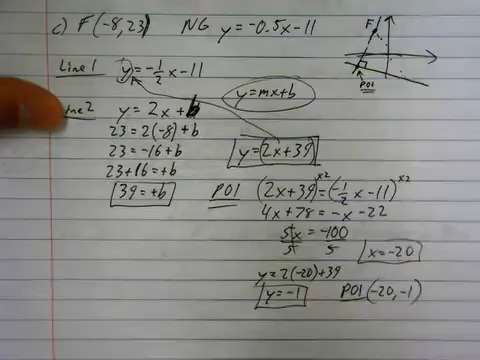 c) F(-8,23) NG y=-0.5x-11
F
POI
Line 1 y=-1/2x-11
y=mx+b
Line 2 y=2x+b
23=2(-8)+b
23=-16+b
23+16=+b
39=+b
y=2x+39
POI (2x+39)x2=(-1/2x-11)x2
4x+78=-x-22
5x=-100
5 5
x=-20
y=2(-20)+39
y=-1 POI(-20,-1)